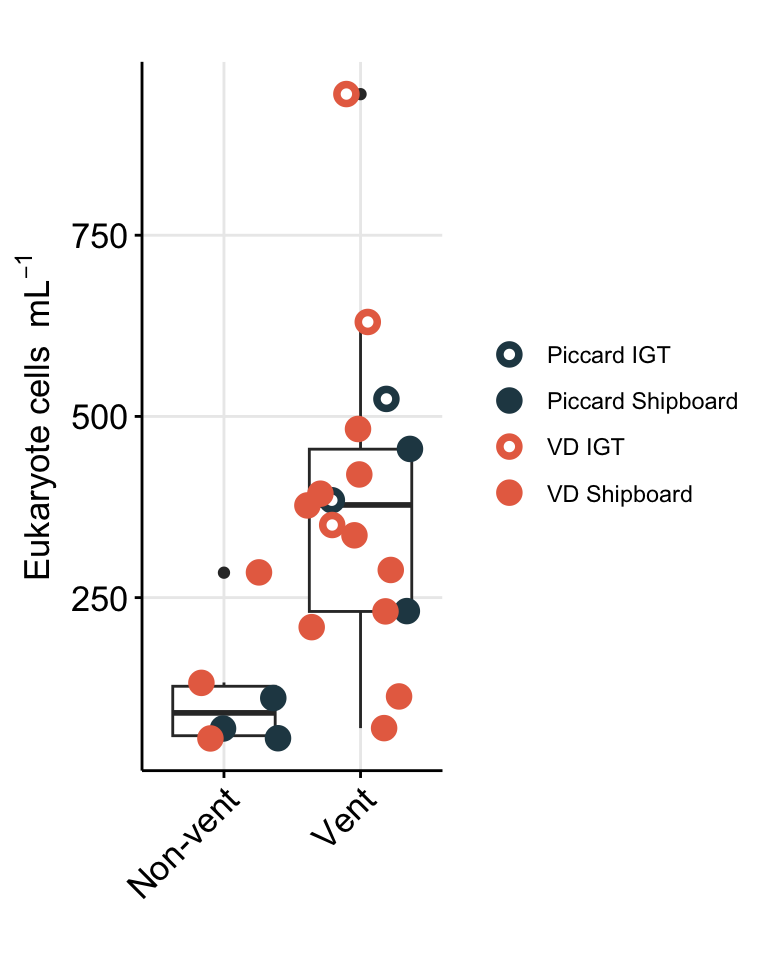 Eukaryote cells mL⁻¹
750
500
250
Non-vent
Vent
Piccard IGT
Piccard Shipboard
VD IGT
VD Shipboard